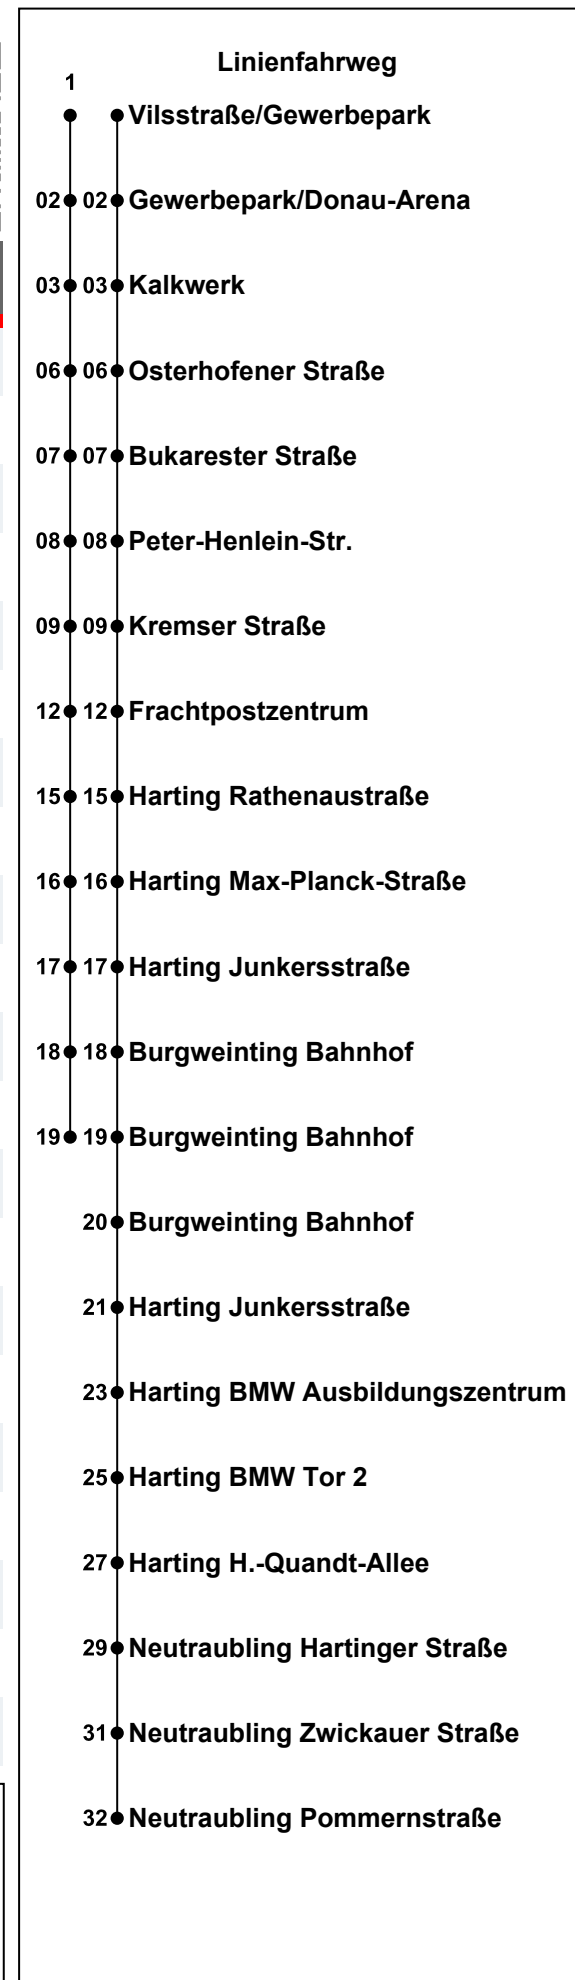 Linienfahrweg
1
Vilsstraße/Gewerbepark
02 02 Gewerbepark/Donau-Arena
03 03 Kalkwerk
06 06 Osterhofener Straße
07 07 Bukarester Straße
08 08 Peter-Henlein-Str.
09 09 Kremser Straße
12 12 Frachtpostzentrum
15 15 Harting Rathenaustraße
16 16 Harting Max-Planck-Straße
17 17 Harting Junkersstraße
18 18 Burgweinting Bahnhof
19 19 Burgweinting Bahnhof
20 Burgweinting Bahnhof
21 Harting Junkersstraße
23 Harting BMW Ausbildungszentrum
25 Harting BMW Tor 2
27 Harting H.-Quandt-Allee
29 Neutraubling Hartinger Straße
31 Neutraubling Zwickauer Straße
32 Neutraubling Pommernstraße